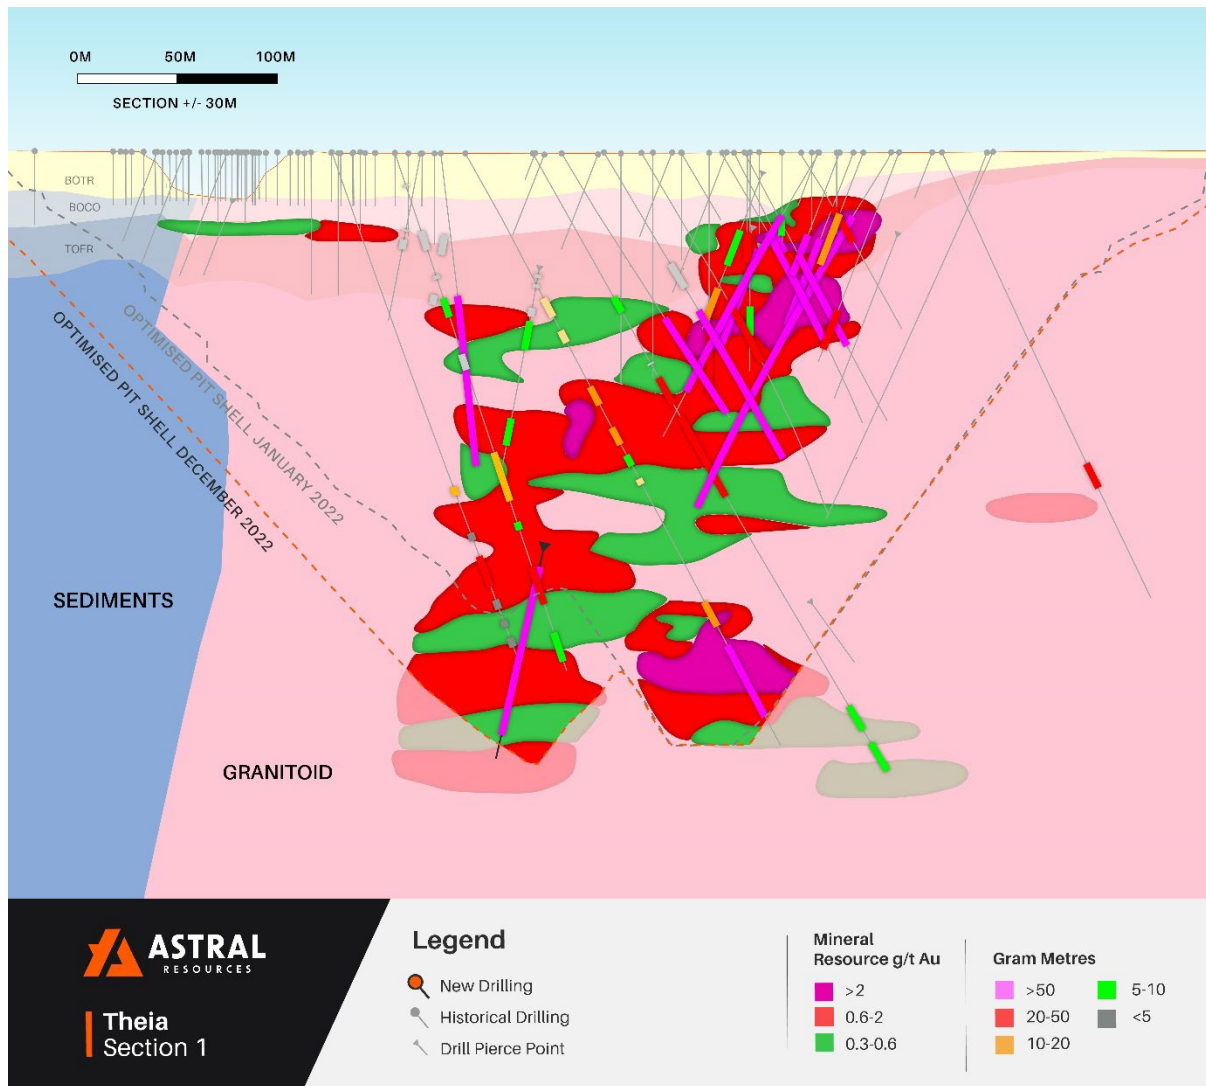 0M 50M 100M
SECTION +/- 30M
BOTR
BOCO
TOFR
OPTIMISED PIT SHELL JANUARY 2022
OPTIMISED PIT SHELL DECEMBER 2022
SEDIMENTS
GRANITOID
ASTRAL
RESOURCES
Theia
Section 1
Legend
New Drilling
Historical Drilling
Drill Pierce Point
Mineral
Resource g/t Au
>2
0.6-2
0.3-0.6
Gram Metres
>50
20-50
10-20
5-10
<5